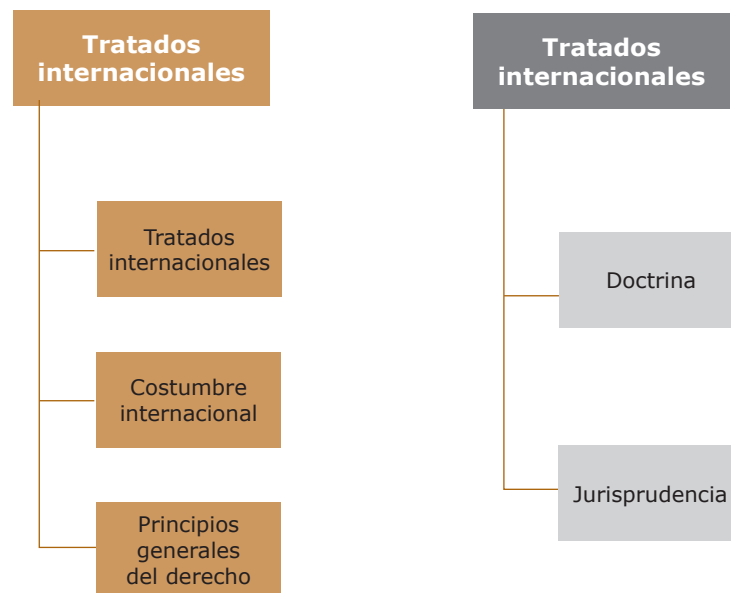 Tratados
internacionales
Tratados
internacionales
Costumbre
internacional
Principios
generales
del derecho
Tratados
internacionales
Doctrina
Jurisprudencia